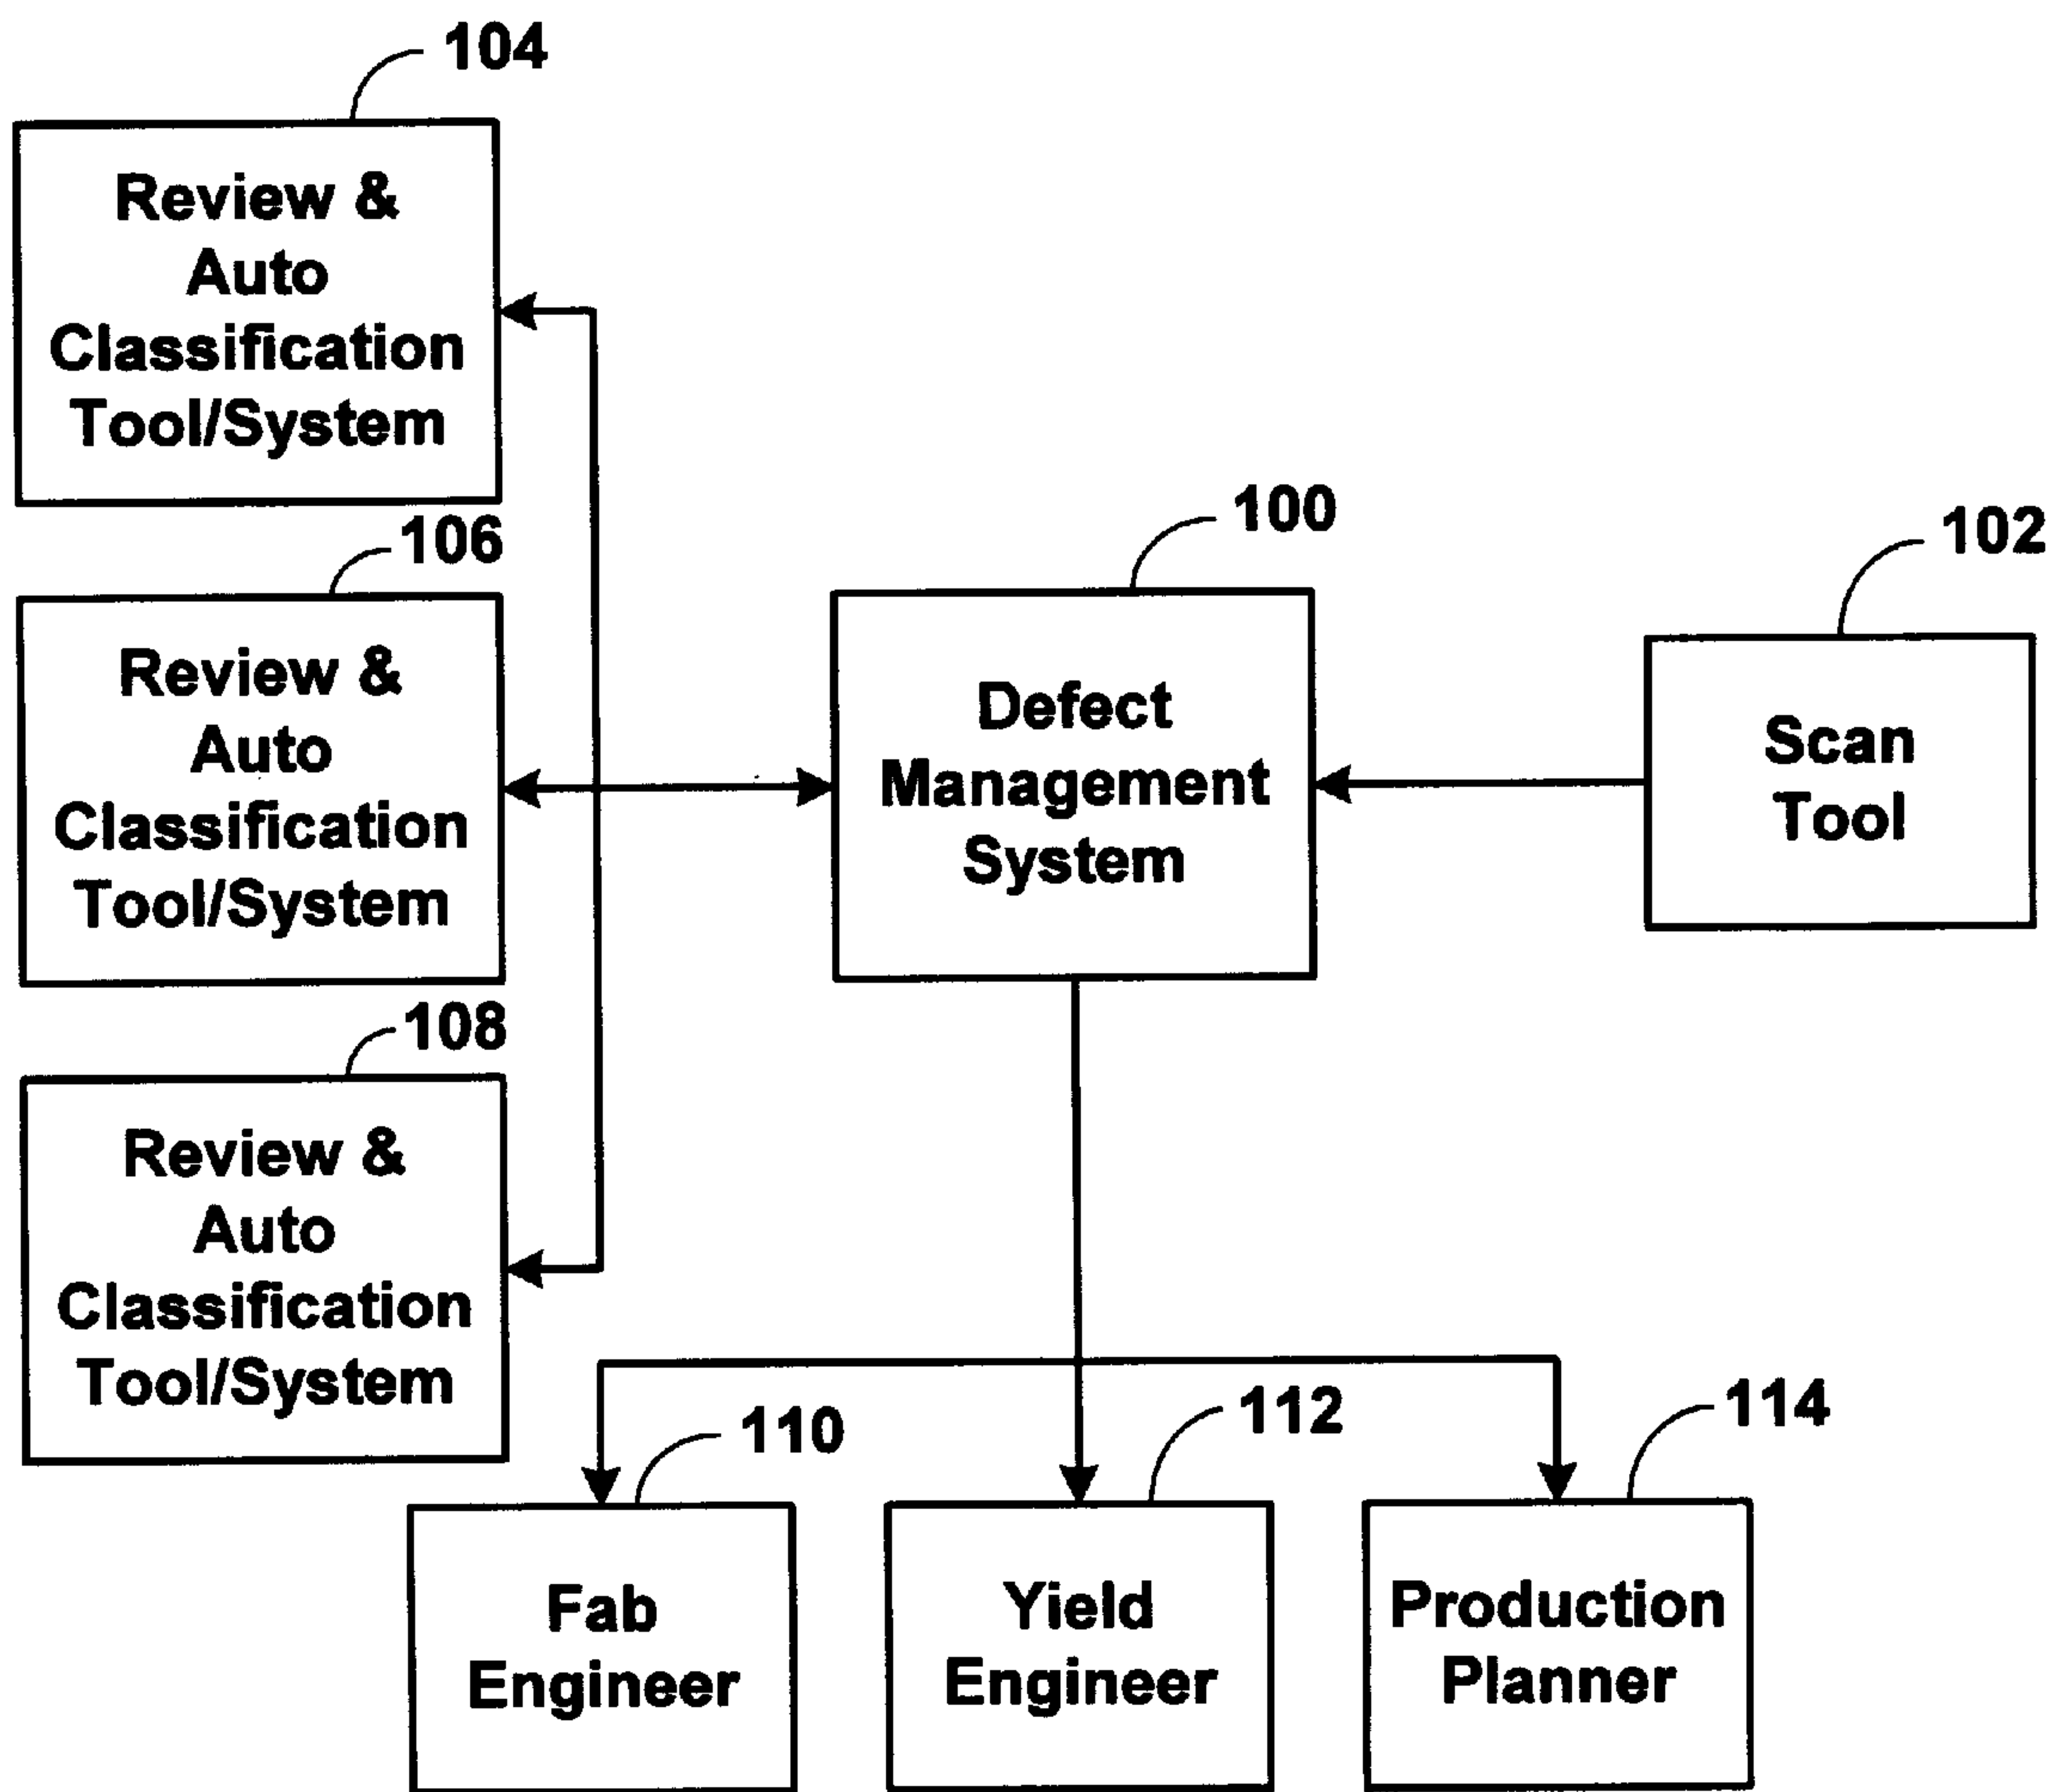 104
Review &
Auto
Classification
Tool/System
106
Review &
Auto
Classification
Tool/System
108
Review &
Auto
Classification
Tool/System
100
Defect
Management
System
102
Scan
Tool
110
Fab
Engineer
112
Yield
Engineer
114
Production
Planner